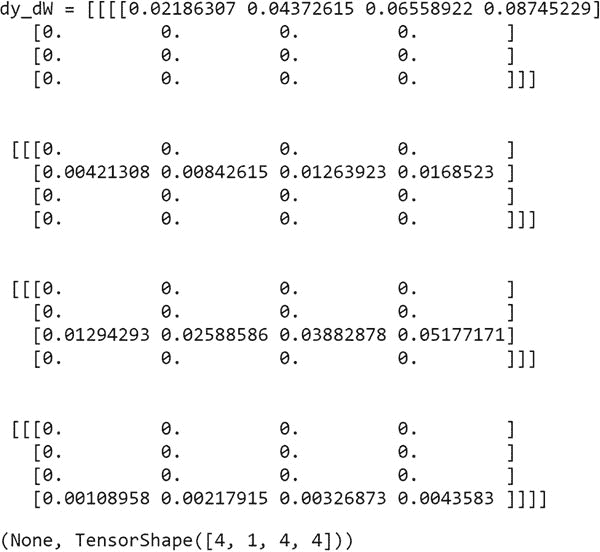 dy_dW = [[[[0.02186307 0.04372615 0.06558922 0.08745229]
[0. 0. 0. 0. ]
[0. 0. 0. 0. ]
[0. 0. 0. 0. ]]]
[[[0. 0. 0. 0. ]
[0.00421308 0.00842615 0.01263923 0.0168523 ]
[0. 0. 0. 0. ]
[0. 0. 0. 0. ]]]
[[[0. 0. 0. 0. ]
[0. 0. 0. 0. ]
[0.01294293 0.02588586 0.03882878 0.05177171]
[0. 0. 0. 0. ]]]
[[[0. 0. 0. 0. ]
[0. 0. 0. 0. ]
[0. 0. 0. 0. ]
[0.00108958 0.00217915 0.00326873 0.0043583 ]]]]
(None, TensorShape([4, 1, 4, 4]))